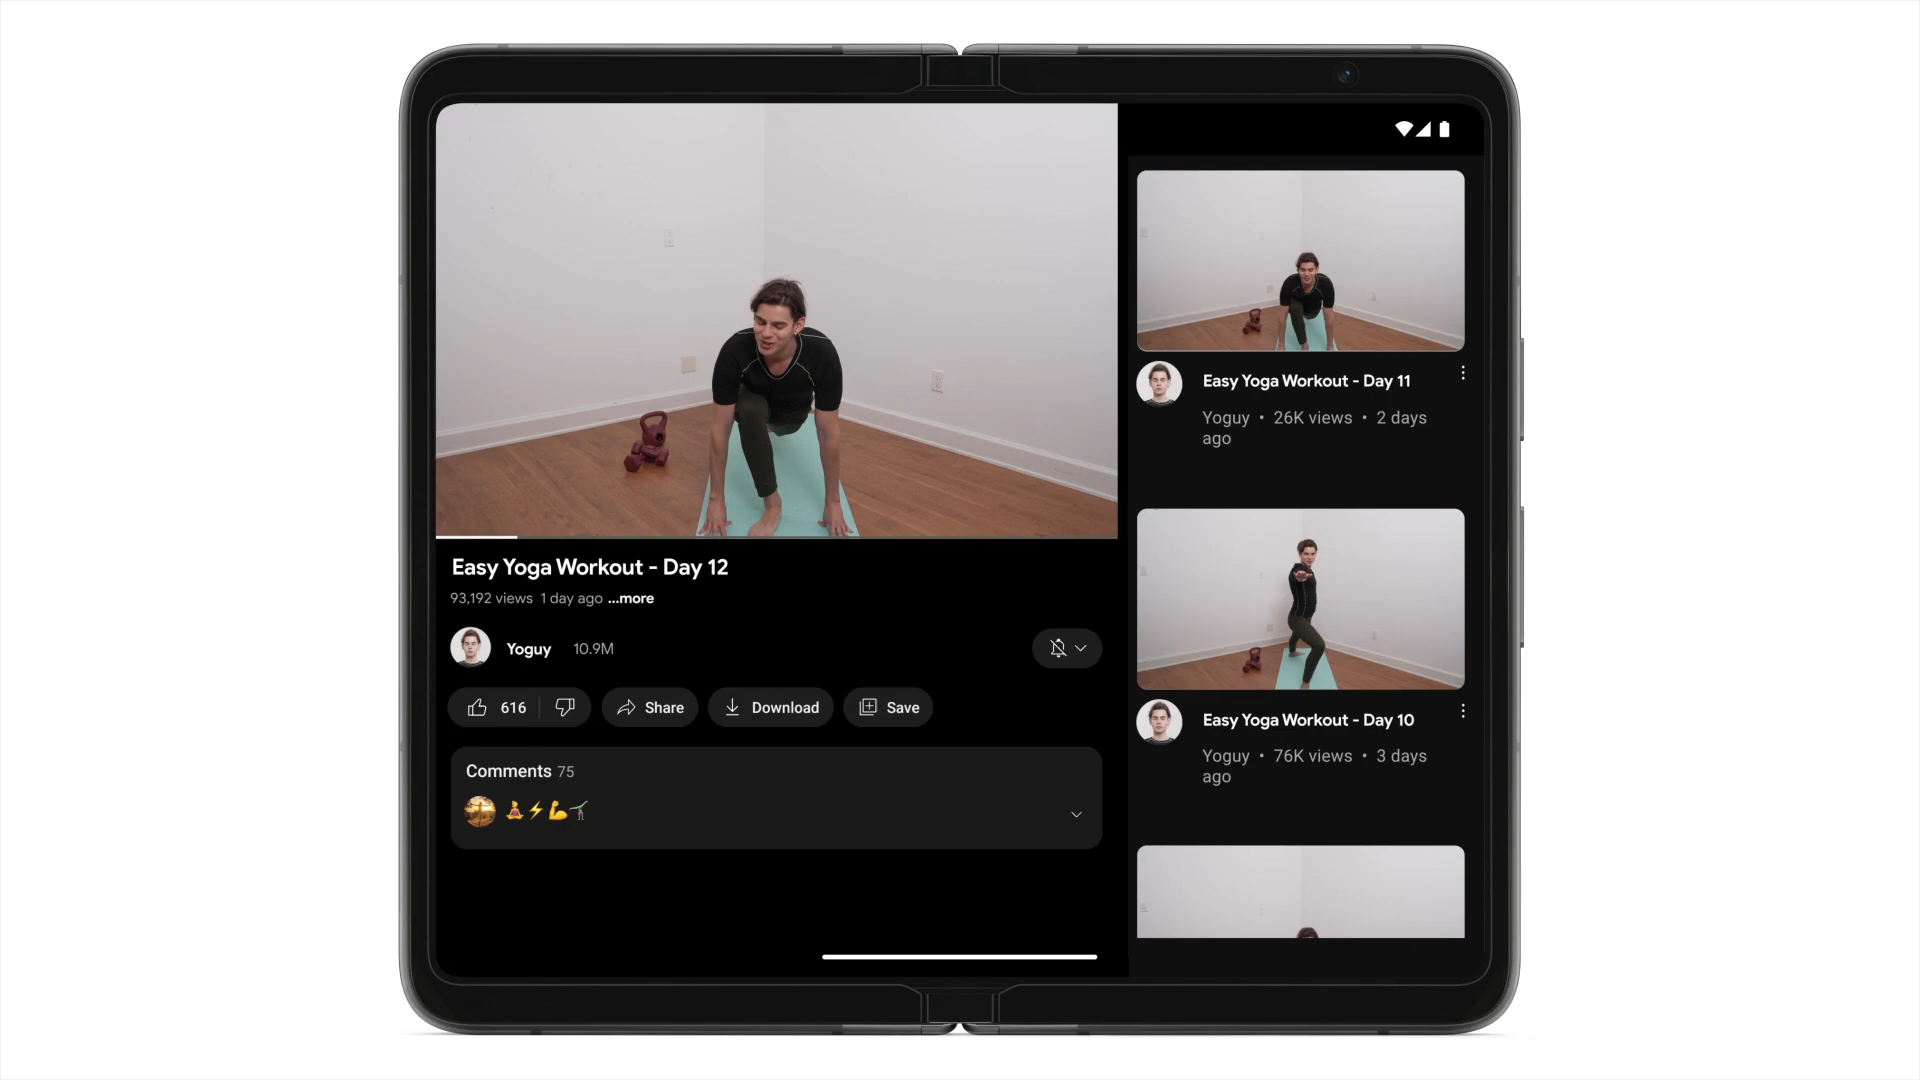 Easy Yoga Workout - Day 12
93,192 views 1 day ago ...more
Yoguy 10.9M
616 Share Download Save
Comments 75
🧘⚡💪🤸
Easy Yoga Workout - Day 11
Yoguy • 26K views • 2 days
ago
Easy Yoga Workout - Day 10
Yoguy • 76K views • 3 days
ago